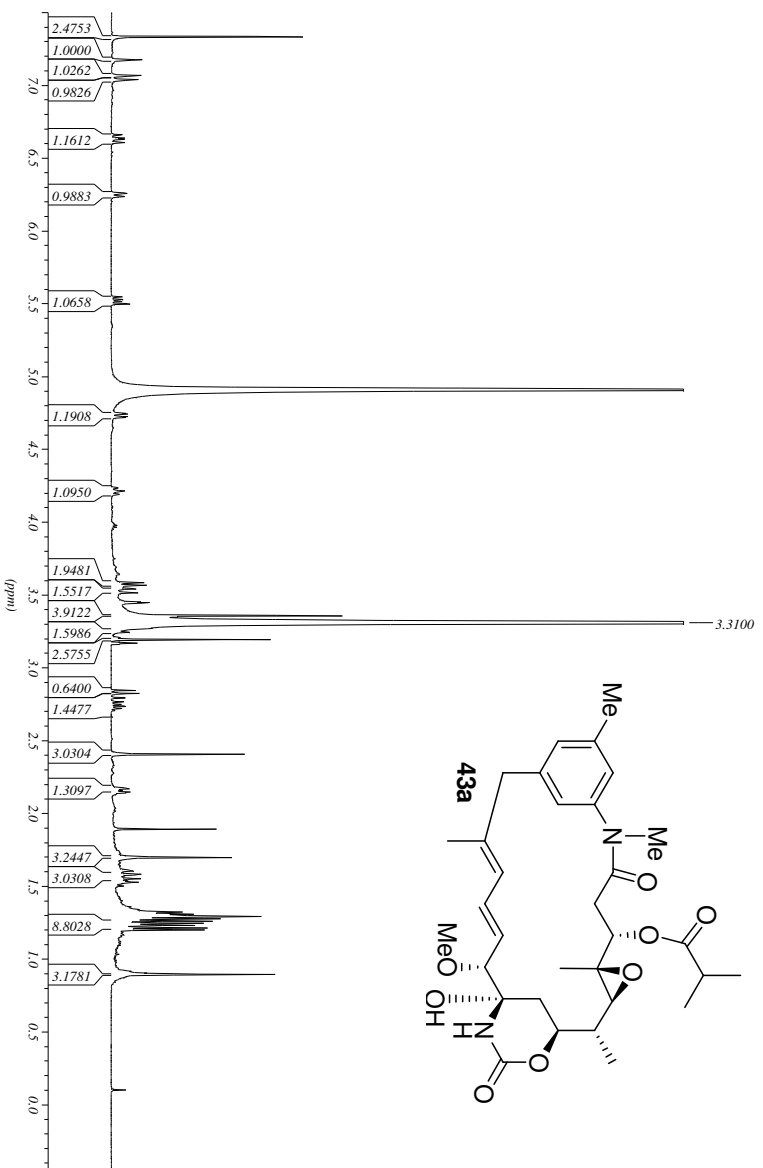 2.4753
1.0000
1.0262
0.9826
1.1612
0.9883
1.0658
1.1908
1.0950
1.9481
1.5517
3.9122
1.5986
2.5755
0.6400
1.4477
3.0304
1.3097
3.2447
3.0308
8.8028
3.1781
7.0
6.5
6.0
5.5
5.0
4.5
4.0
3.5
3.0
2.5
2.0
1.5
1.0
0.5
0.0
(ppm)
3.3100
Me
Me
N
O
O
O
O
MeO
OH
N
H
O
O
43a